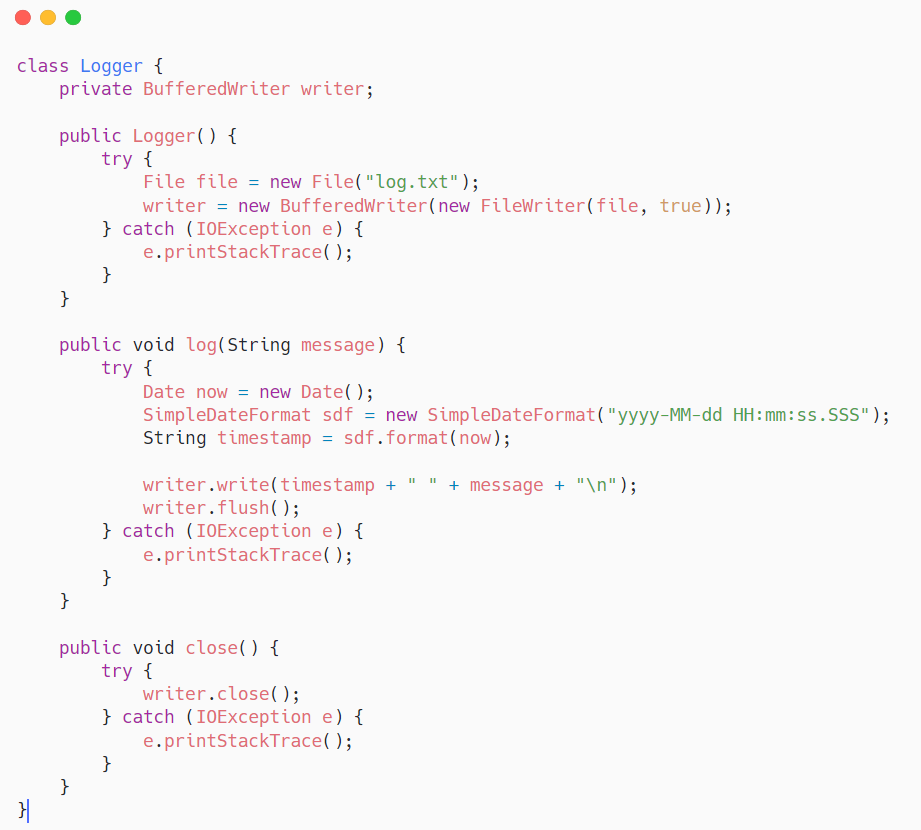 class Logger {
    private BufferedWriter writer;

    public Logger() {
        try {
            File file = new File("log.txt");
            writer = new BufferedWriter(new FileWriter(file, true));
        } catch (IOException e) {
            e.printStackTrace();
        }
    }

    public void log(String message) {
        try {
            Date now = new Date();
            SimpleDateFormat sdf = new SimpleDateFormat("yyyy-MM-dd HH:mm:ss.SSS");
            String timestamp = sdf.format(now);

            writer.write(timestamp + " " + message + "\n");
            writer.flush();
        } catch (IOException e) {
            e.printStackTrace();
        }
    }

    public void close() {
        try {
            writer.close();
        } catch (IOException e) {
            e.printStackTrace();
        }
    }
}